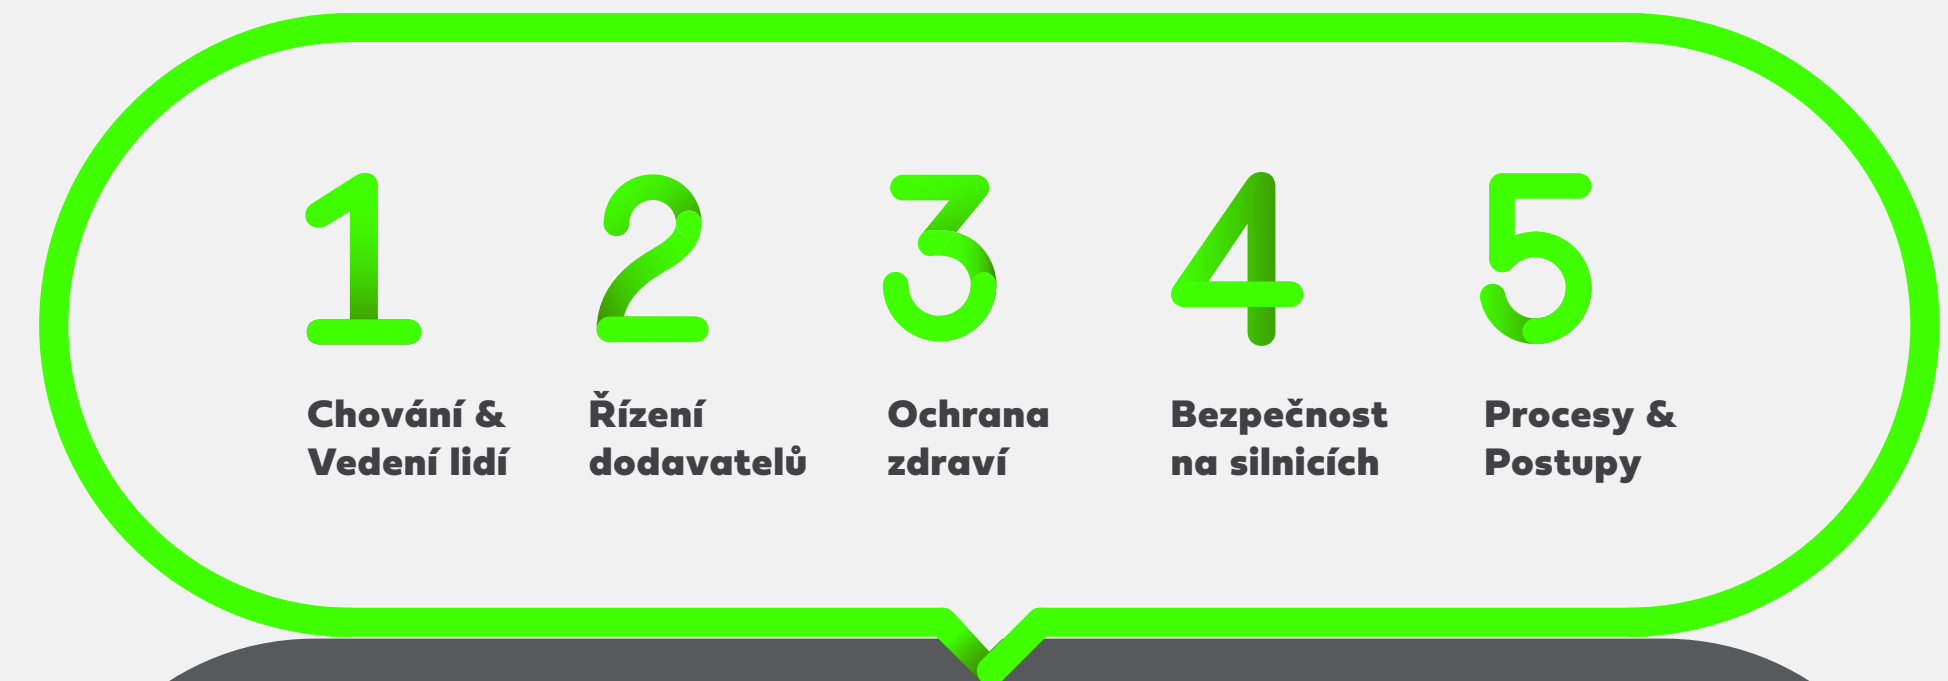 1
Chování &
Vedení lidí
2
Řízení
dodavatelů
3
Ochrana
zdraví
4
Bezpečnost
na silnicích
5
Procesy &
Postupy